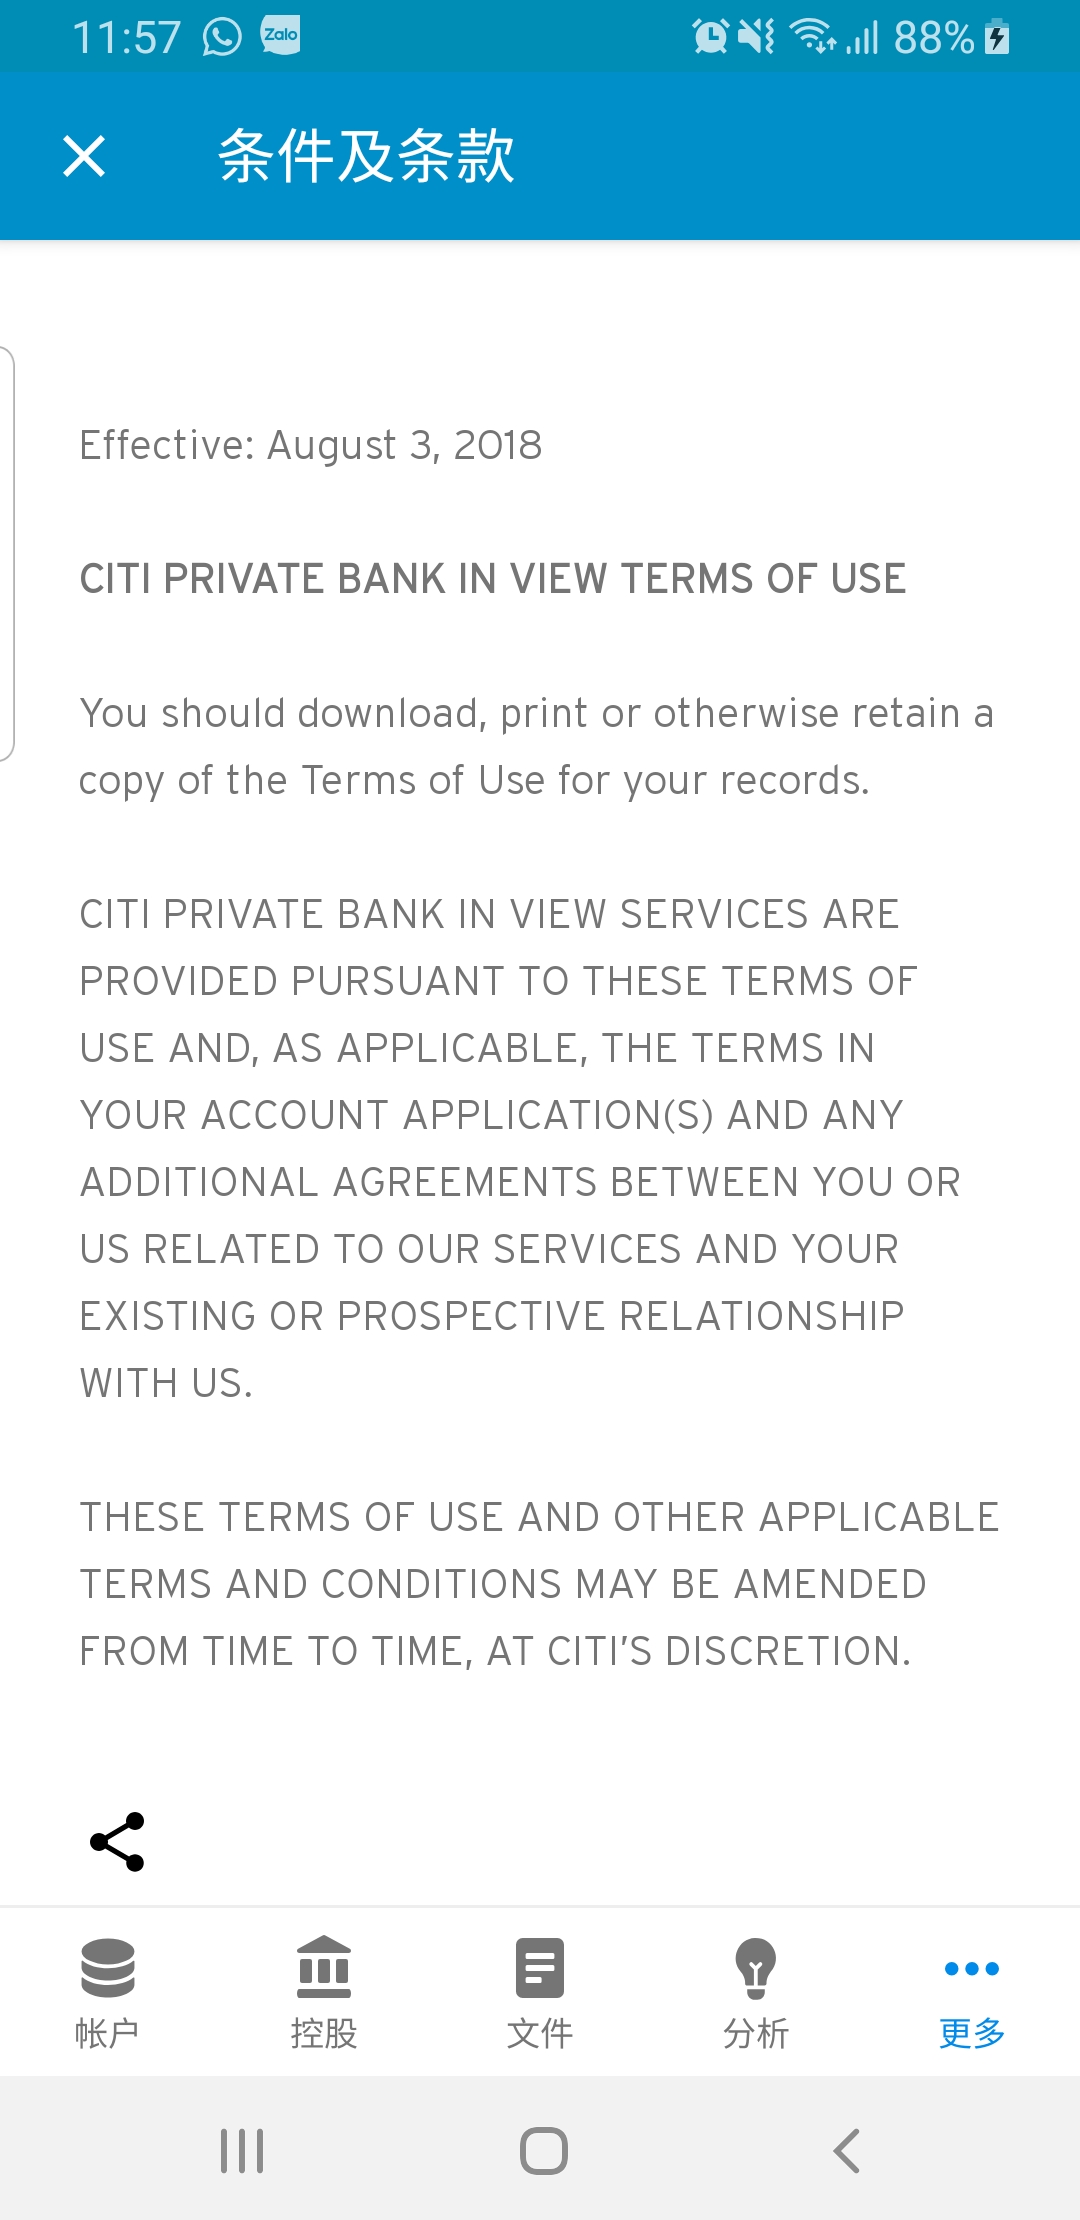 11:57 Zalo 88%
条件及条款
Effective: August 3, 2018
CITI PRIVATE BANK IN VIEW TERMS OF USE
You should download, print or otherwise retain a
copy of the Terms of Use for your records.
CITI PRIVATE BANK IN VIEW SERVICES ARE
PROVIDED PURSUANT TO THESE TERMS OF
USE AND, AS APPLICABLE, THE TERMS IN
YOUR ACCOUNT APPLICATION(S) AND ANY
ADDITIONAL AGREEMENTS BETWEEN YOU OR
US RELATED TO OUR SERVICES AND YOUR
EXISTING OR PROSPECTIVE RELATIONSHIP
WITH US.
THESE TERMS OF USE AND OTHER APPLICABLE
TERMS AND CONDITIONS MAY BE AMENDED
FROM TIME TO TIME, AT CITI'S DISCRETION.
帐户 控股 文件 分析 更多